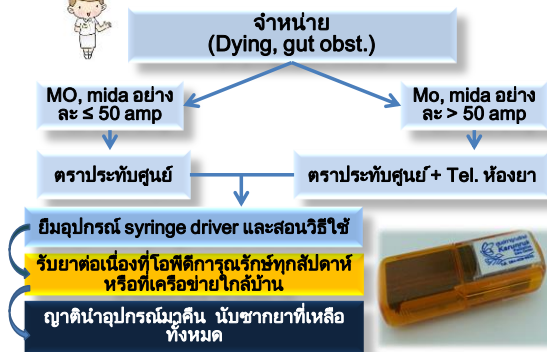 จำหน่าย
(Dying, gut obst.)
MO, mida อย่าง
ละ ≤ 50 amp
Mo, mida อย่าง
ละ > 50 amp
ตราประทับศูนย์
ตราประทับศูนย์ + Tel. ห้องยา
ยืมอุปกรณ์ syringe driver และสอนวิธีใช้
รับยาต่อเนื่องที่โอพีดีการุณรักษ์ทุกสัปดาห์
หรือที่เครือข่ายใกล้บ้าน
ญาตินำอุปกรณ์มาคืน นับซากยาที่เหลือ
ทั้งหมด
Karunruk